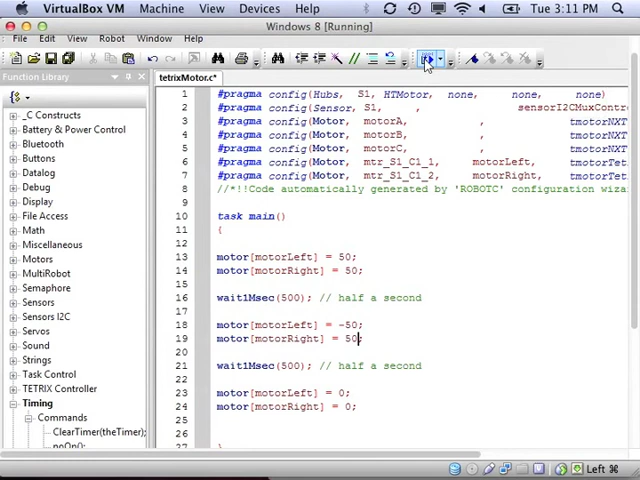 VirtualBox VM Machine View Devices Help Tue 3:11 PM
Windows 8 [Running]
File Edit View Robot Window Help
Function Library
tetrixMotor.c*
_C Constructs
Battery & Power Control
Bluetooth
Buttons
Datalog
Debug
Display
File Access
Math
Miscellaneous
Motors
MultiRobot
Semaphore
Sensors
Sensors I2C
Servos
Sound
Strings
Task Control
TETRIX Controller
Timing
Commands
ClearTimer(theTimer);
noOp();
1 #pragma config(Hubs, S1, HTMotor, none, none, none)
2 #pragma config(Sensor, S1, , sensorI2CMuxContr
3 #pragma config(Motor, motorA, , tmotorNXT
4 #pragma config(Motor, motorB, , tmotorNXT
5 #pragma config(Motor, motorC, , tmotorNXT
6 #pragma config(Motor, mtr_S1_C1_1, motorLeft, tmotorTet
7 #pragma config(Motor, mtr_S1_C1_2, motorRight, tmotorTet
8 //*!!Code automatically generated by 'ROBOTC' configuration wiza
9
10 task main()
11 {
12
13 motor[motorLeft] = 50;
14 motor[motorRight] = 50;
15
16 wait1Msec(500); // half a second
17
18 motor[motorLeft] = -50;
19 motor[motorRight] = 50;
20
21 wait1Msec(500); // half a second
22
23 motor[motorLeft] = 0;
24 motor[motorRight] = 0;
25
26
27 }
Left ⌘